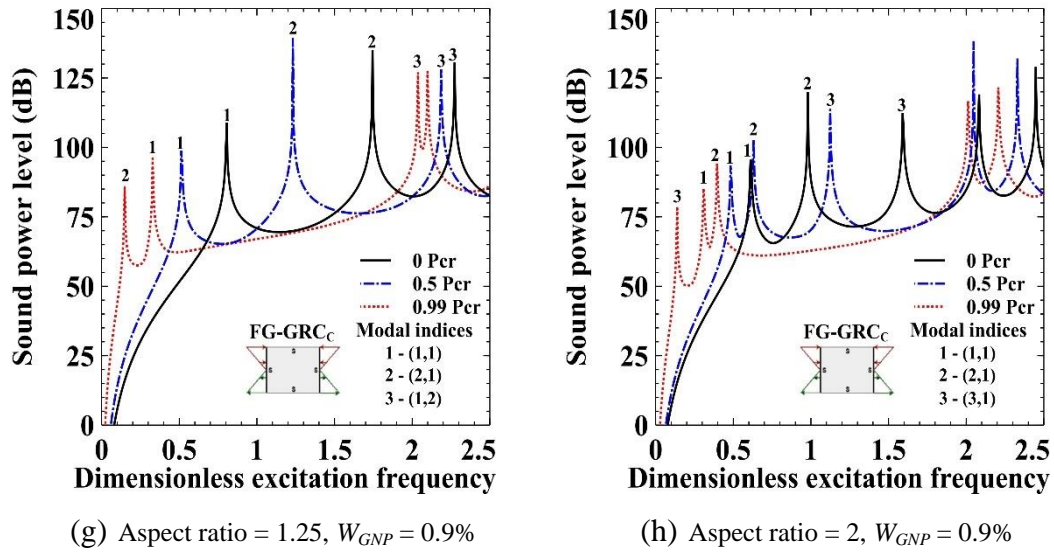 150
125
100
75
50
25
0
Sound power level (dB)
2
1
1
1
2
2
3
3
3
0 Pcr
0.5 Pcr
0.99 Pcr
FG-GRCC
Modal indices
1 - (1,1)
2 - (2,1)
3 - (1,2)
s
s
s
s
0 0.5 1 1.5 2 2.5
Dimensionless excitation frequency
(g) Aspect ratio = 1.25, WGNP = 0.9%
150
125
100
75
50
25
0
Sound power level (dB)
3
1
2
1
1
2
2
3
3
0 Pcr
0.5 Pcr
0.99 Pcr
FG-GRCC
Modal indices
1 - (1,1)
2 - (2,1)
3 - (3,1)
s
s
s
s
0 0.5 1 1.5 2 2.5
Dimensionless excitation frequency
(h) Aspect ratio = 2, WGNP = 0.9%